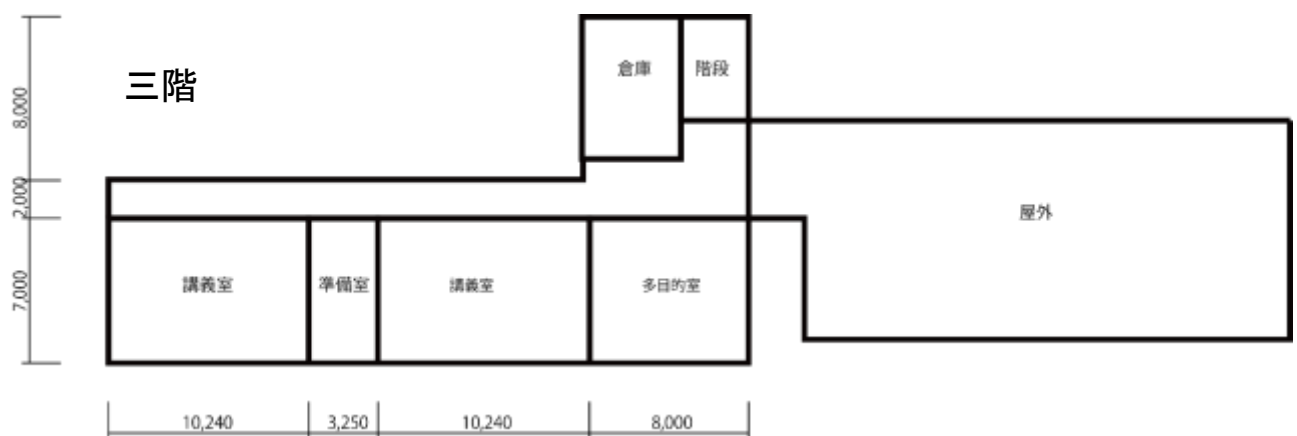 倉庫
階段
三階
8,000
2,000
屋外
7,000
講義室
準備室
講義室
多目的室
10,240
3,250
10,240
8,000